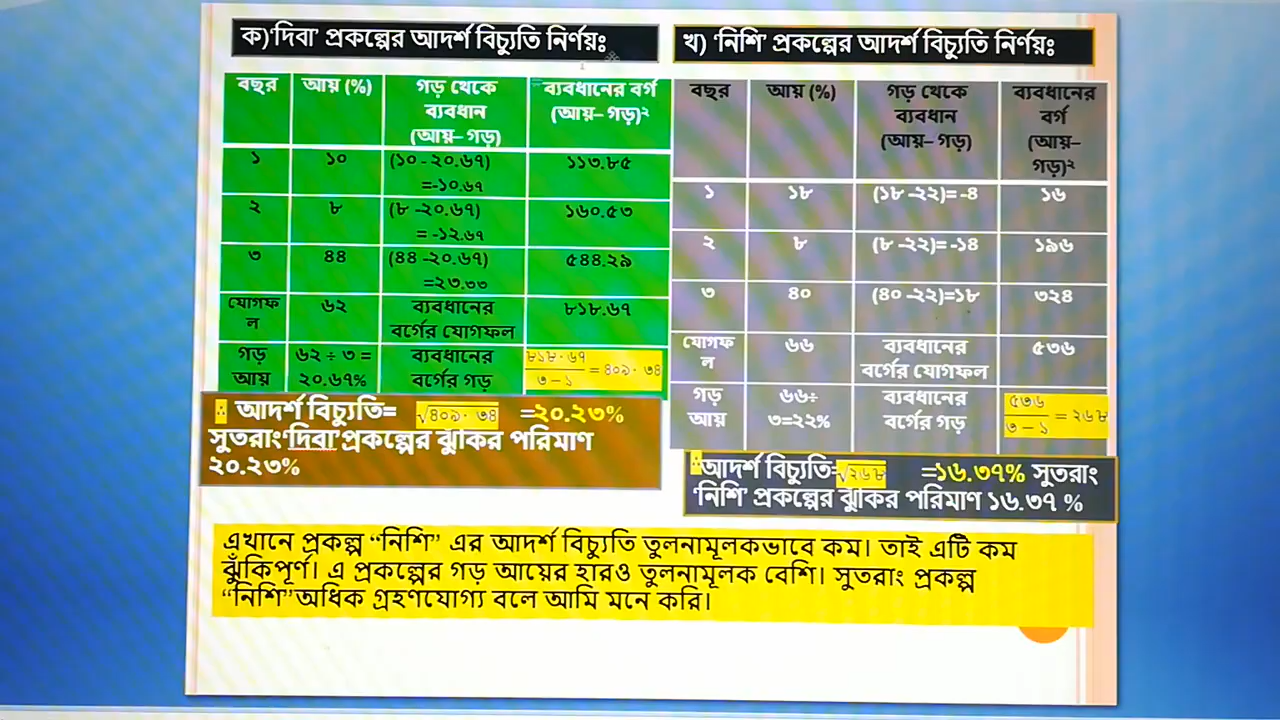 ক)'দিবা' প্রকল্পের আদর্শ বিচ্যুতি নির্ণয়ঃ
বছর আয় (%) গড় থেকে ব্যবধানের বর্গ
ব্যবধান (আয়– গড়)২
(আয়– গড়)
১ ১০ (১০ -২০.৬৭) ১১৩.৮৫
=-১০.৬৭
২ ৮ (৮ -২০.৬৭) ১৬০.৫৩
= -১২.৬৭
৩ ৪৪ (৪৪ -২০.৬৭) ৫৪৪.২৯
=২৩.৩৩
যোগফ ৬২ ব্যবধানের ৮১৮.৬৭
ল বর্গের যোগফল
গড় ৬২ ÷ ৩ = ব্যবধানের ৮১৮.৬৭
আয় ২০.৬৭% বর্গের গড় ৩ – ১ = ৪০৯.৩৪
∴ আদর্শ বিচ্যুতি= √৪০৯.৩৪ =২০.২৩%
সুতরাং'দিবা'প্রকল্পের ঝুঁকির পরিমাণ
২০.২৩%
খ) 'নিশি' প্রকল্পের আদর্শ বিচ্যুতি নির্ণয়ঃ
বছর আয় (%) গড় থেকে ব্যবধানের
ব্যবধান বর্গ
(আয়– গড়) (আয়–
গড়)২
১ ১৮ (১৮ -২২)= -৪ ১৬
২ ৮ (৮ -২২)= -১৪ ১৯৬
৩ ৪০ (৪০ -২২)=১৮ ৩২৪
যোগফ ৬৬ ব্যবধানের ৫৩৬
ল বর্গের যোগফল
গড় ৬৬÷ ব্যবধানের ৫৩৬
আয় ৩=২২% বর্গের গড় ৩ – ১ = ২৬৮
∴আদর্শ বিচ্যুতি=√২৬৮ =১৬.৩৭% সুতরাং
'নিশি' প্রকল্পের ঝুঁকির পরিমাণ ১৬.৩৭ %
এখানে প্রকল্প “নিশি” এর আদর্শ বিচ্যুতি তুলনামূলকভাবে কম। তাই এটি কম
ঝুঁকিপূর্ণ। এ প্রকল্পের গড় আয়ের হারও তুলনামূলক বেশি। সুতরাং প্রকল্প
“নিশি”অধিক গ্রহণযোগ্য বলে আমি মনে করি।